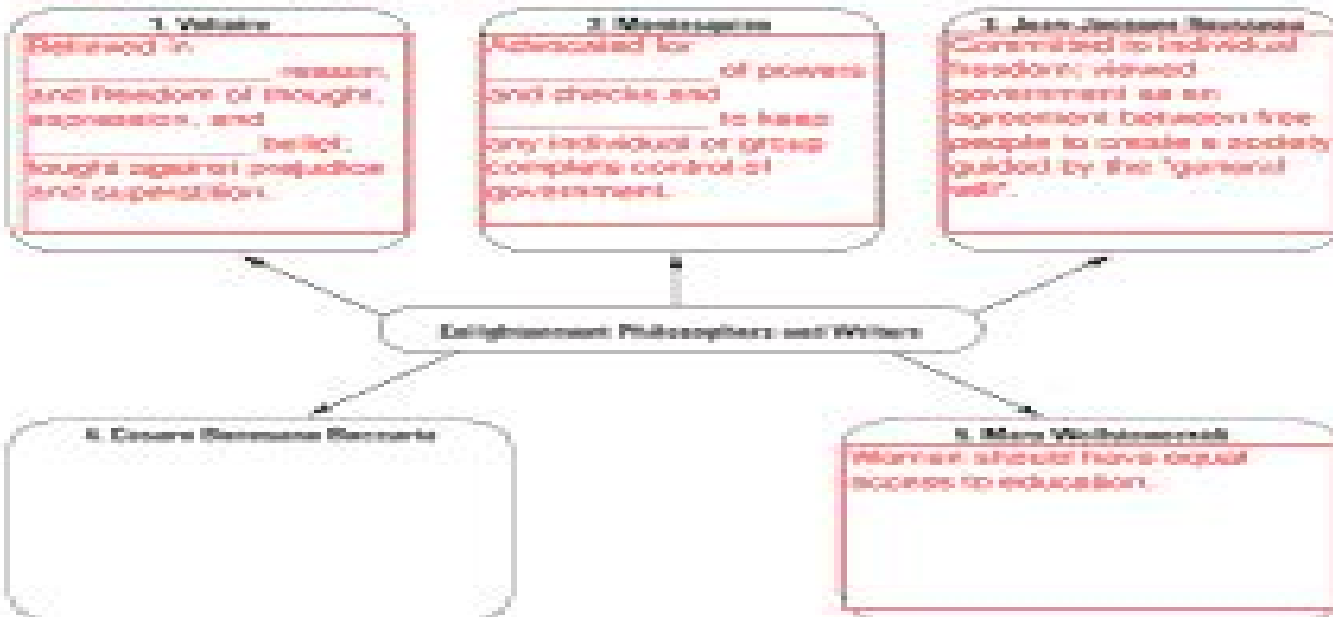 1. Voltaire
Believed in
____________ reason,
and freedom of thought,
expression, and
____________ belief,
fought against prejudice
and superstition.
2. Montesquieu
Advocated for
____________ of powers
and checks and
____________ to keep
any individual or group
complete control of
government.
3. Jean Jacques Rousseau
Committed to individual
freedom; viewed
government as an
agreement between free
people to create a society
guided by the "general
will".
Enlightenment Philosophers and Writers
4. Cesare Bonesana Beccaria
5. Mary Wollstonecraft
Women should have equal
access to education.